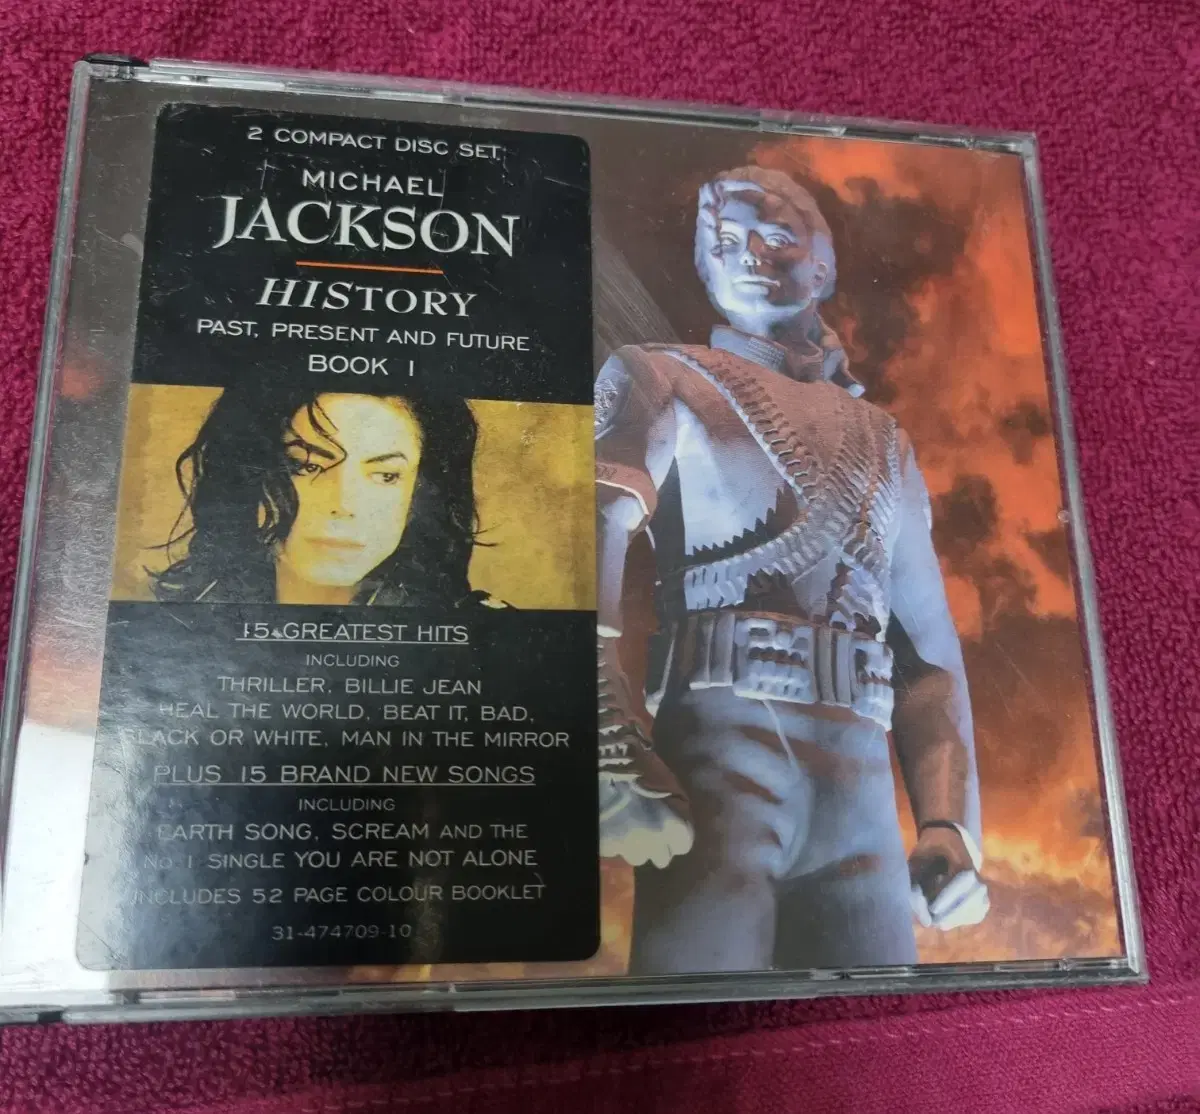 2 COMPACT DISC SET
MICHAEL
JACKSON
HISTORY
PAST, PRESENT AND FUTURE
BOOK I
15 GREATEST HITS
INCLUDING
THRILLER, BILLIE JEAN
HEAL THE WORLD, BEAT IT, BAD,
BLACK OR WHITE, MAN IN THE MIRROR
PLUS 15 BRAND NEW SONGS
INCLUDING
EARTH SONG, SCREAM AND THE
No. 1 SINGLE YOU ARE NOT ALONE
INCLUDES 52 PAGE COLOUR BOOKLET
31-474709-10